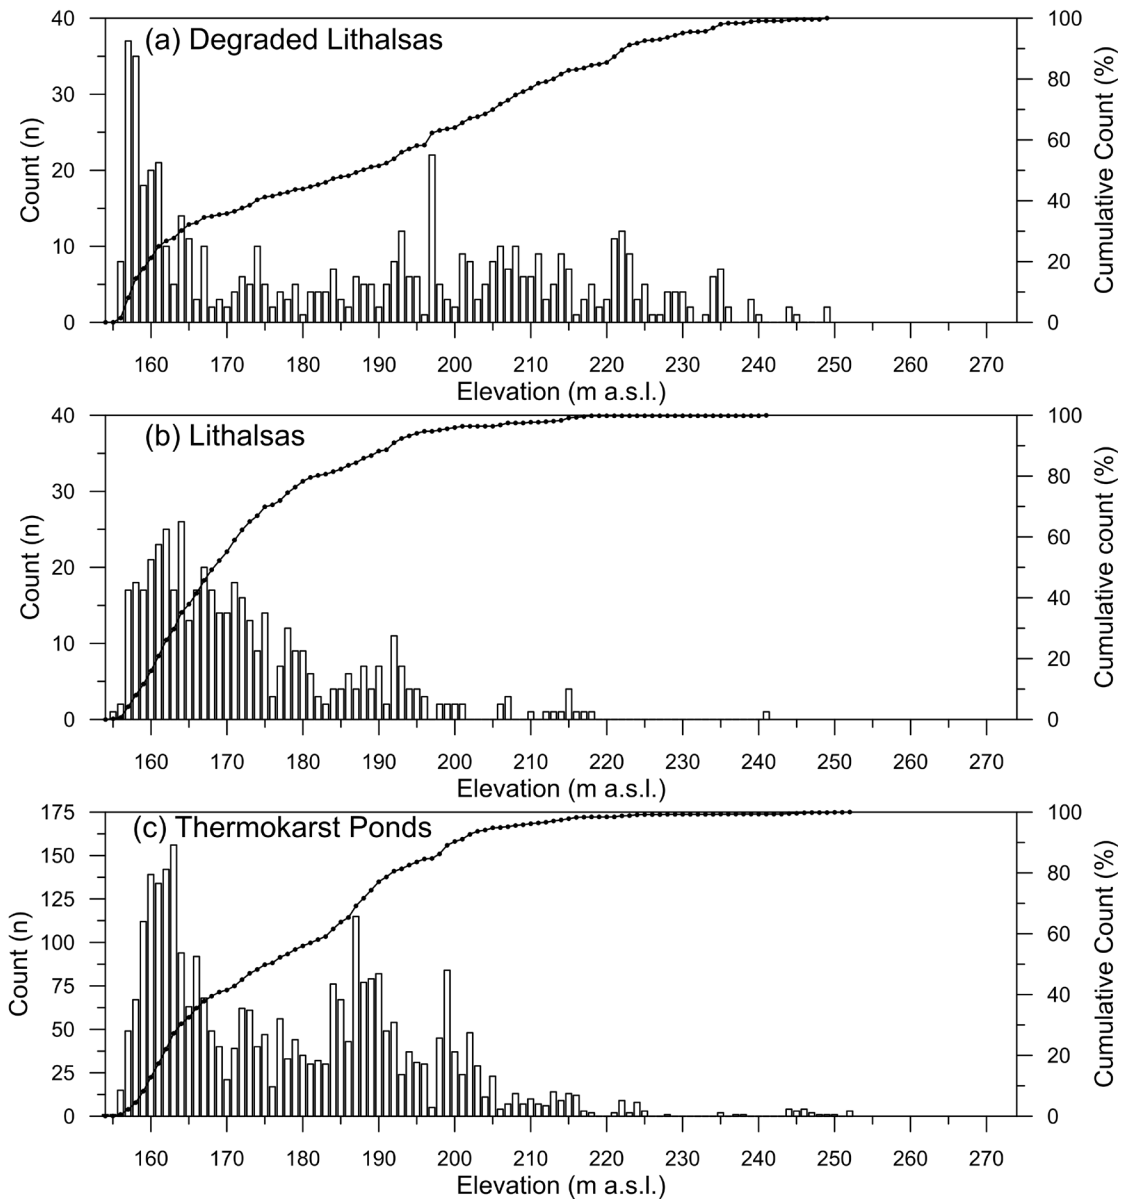 (a) Degraded Lithalsas
Count (n)
40
30
20
10
0
100
80
60
40
20
0
Cumulative Count (%)
160 170 180 190 200 210 220 230 240 250 260 270
Elevation (m a.s.l.)
(b) Lithalsas
Count (n)
40
30
20
10
0
100
80
60
40
20
0
Cumulative count (%)
160 170 180 190 200 210 220 230 240 250 260 270
Elevation (m a.s.l.)
(c) Thermokarst Ponds
Count (n)
175
150
125
100
75
50
25
0
100
80
60
40
20
0
Cumulative Count (%)
160 170 180 190 200 210 220 230 240 250 260 270
Elevation (m a.s.l.)